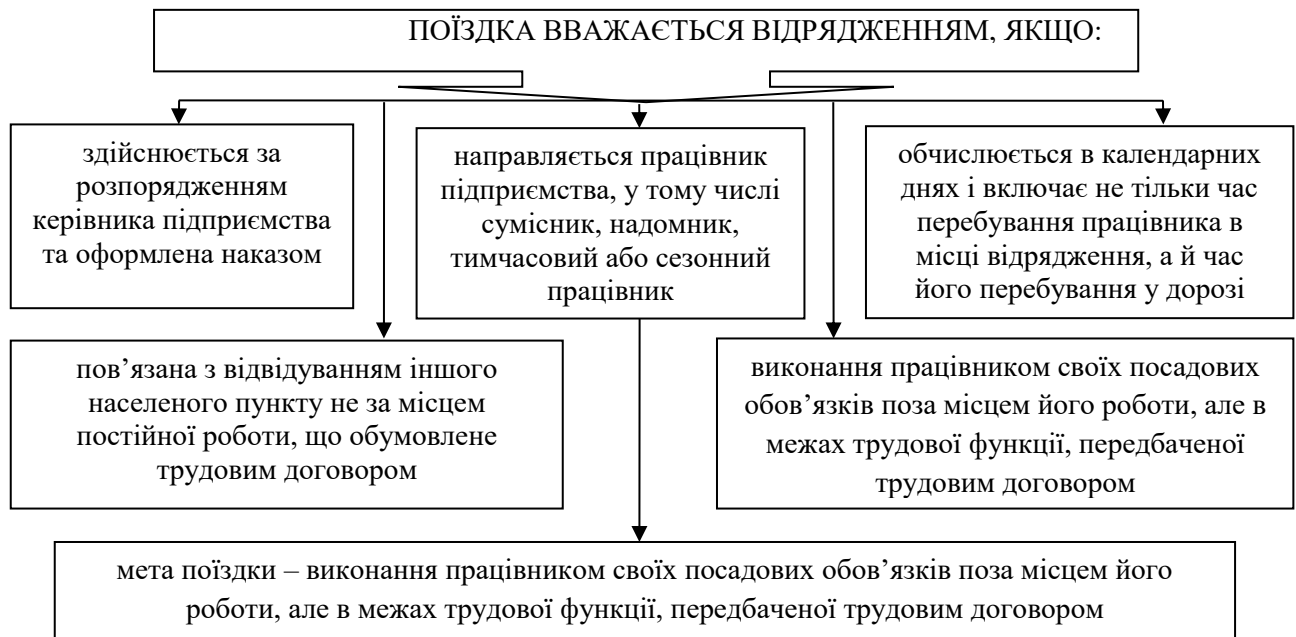 ПОЇЗДКА ВВАЖАЄТЬСЯ ВІДРЯДЖЕННЯМ, ЯКЩО:
здійснюється за
розпорядженням
керівника підприємства
та оформлена наказом
направляється працівник
підприємства, у тому числі
сумісник, надомник,
тимчасовий або сезонний
працівник
обчислюється в календарних
днях і включає не тільки час
перебування працівника в
місці відрядження, а й час
його перебування у дорозі
пов’язана з відвідуванням іншого
населеного пункту не за місцем
постійної роботи, що обумовлене
трудовим договором
виконання працівником своїх посадових
обов’язків поза місцем його роботи, але в
межах трудової функції, передбаченої
трудовим договором
мета поїздки – виконання працівником своїх посадових обов’язків поза місцем його
роботи, але в межах трудової функції, передбаченої трудовим договором